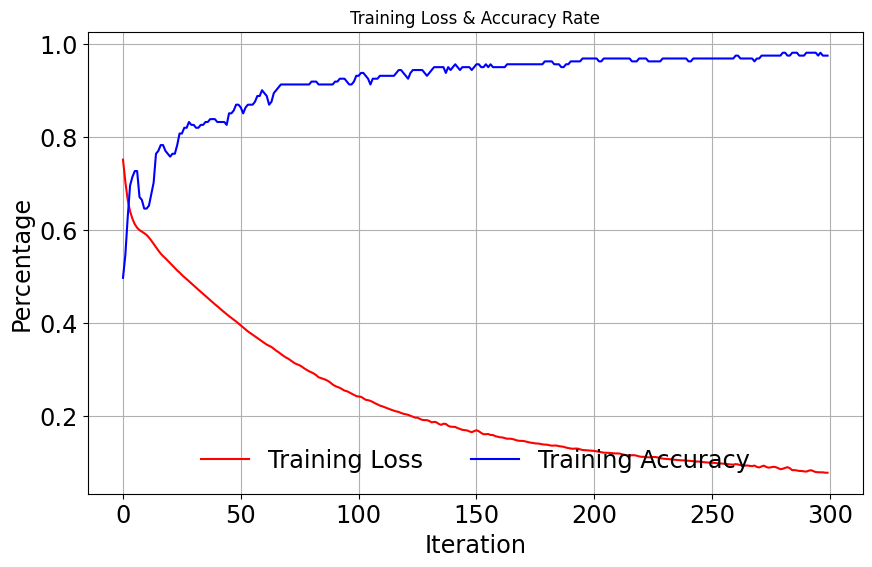 Training Loss & Accuracy Rate
1.0
0.8
0.6
0.4
0.2
Percentage
Training Loss Training Accuracy
0 50 100 150 200 250 300
Iteration